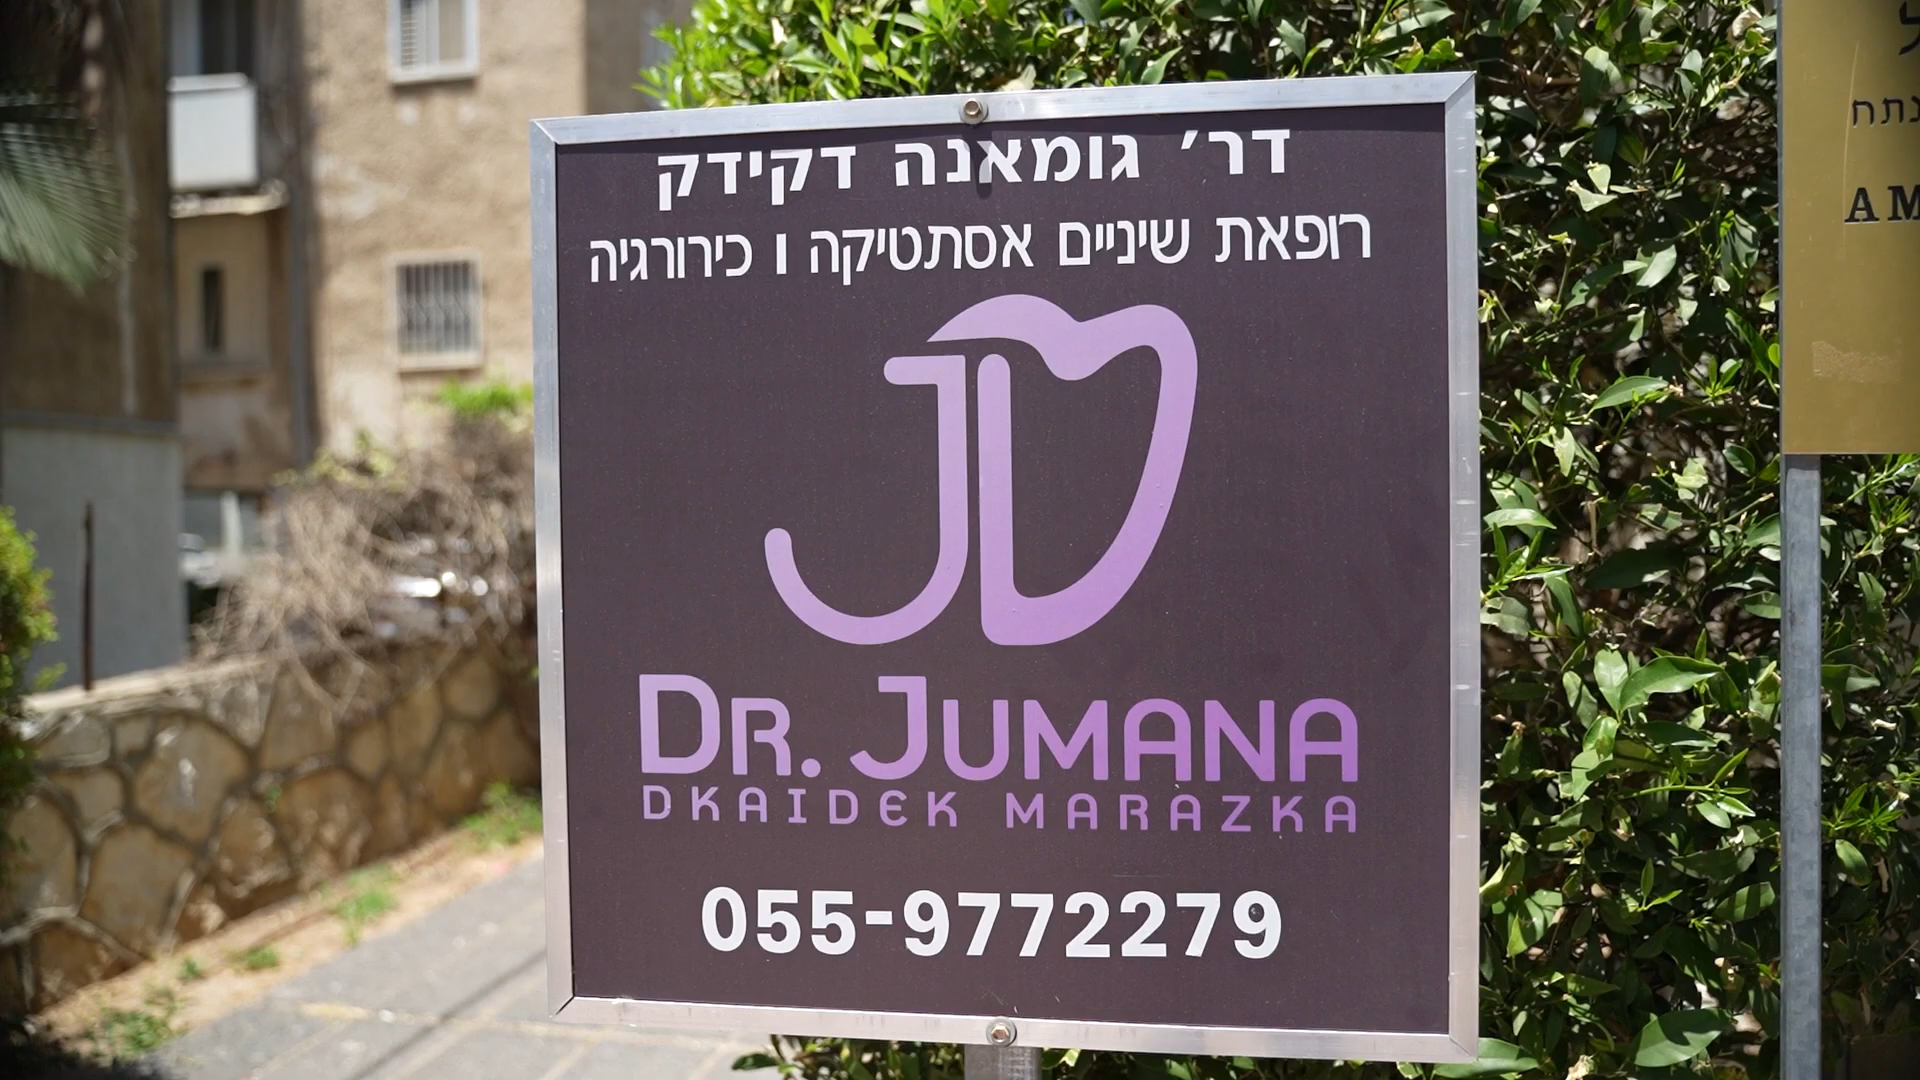 דר' גומאנה דקידק
רופאת שיניים אסתטיקה | כירורגיה
JD
DR. JUMANA
DKAIDEK MARAZKA
055-9772279